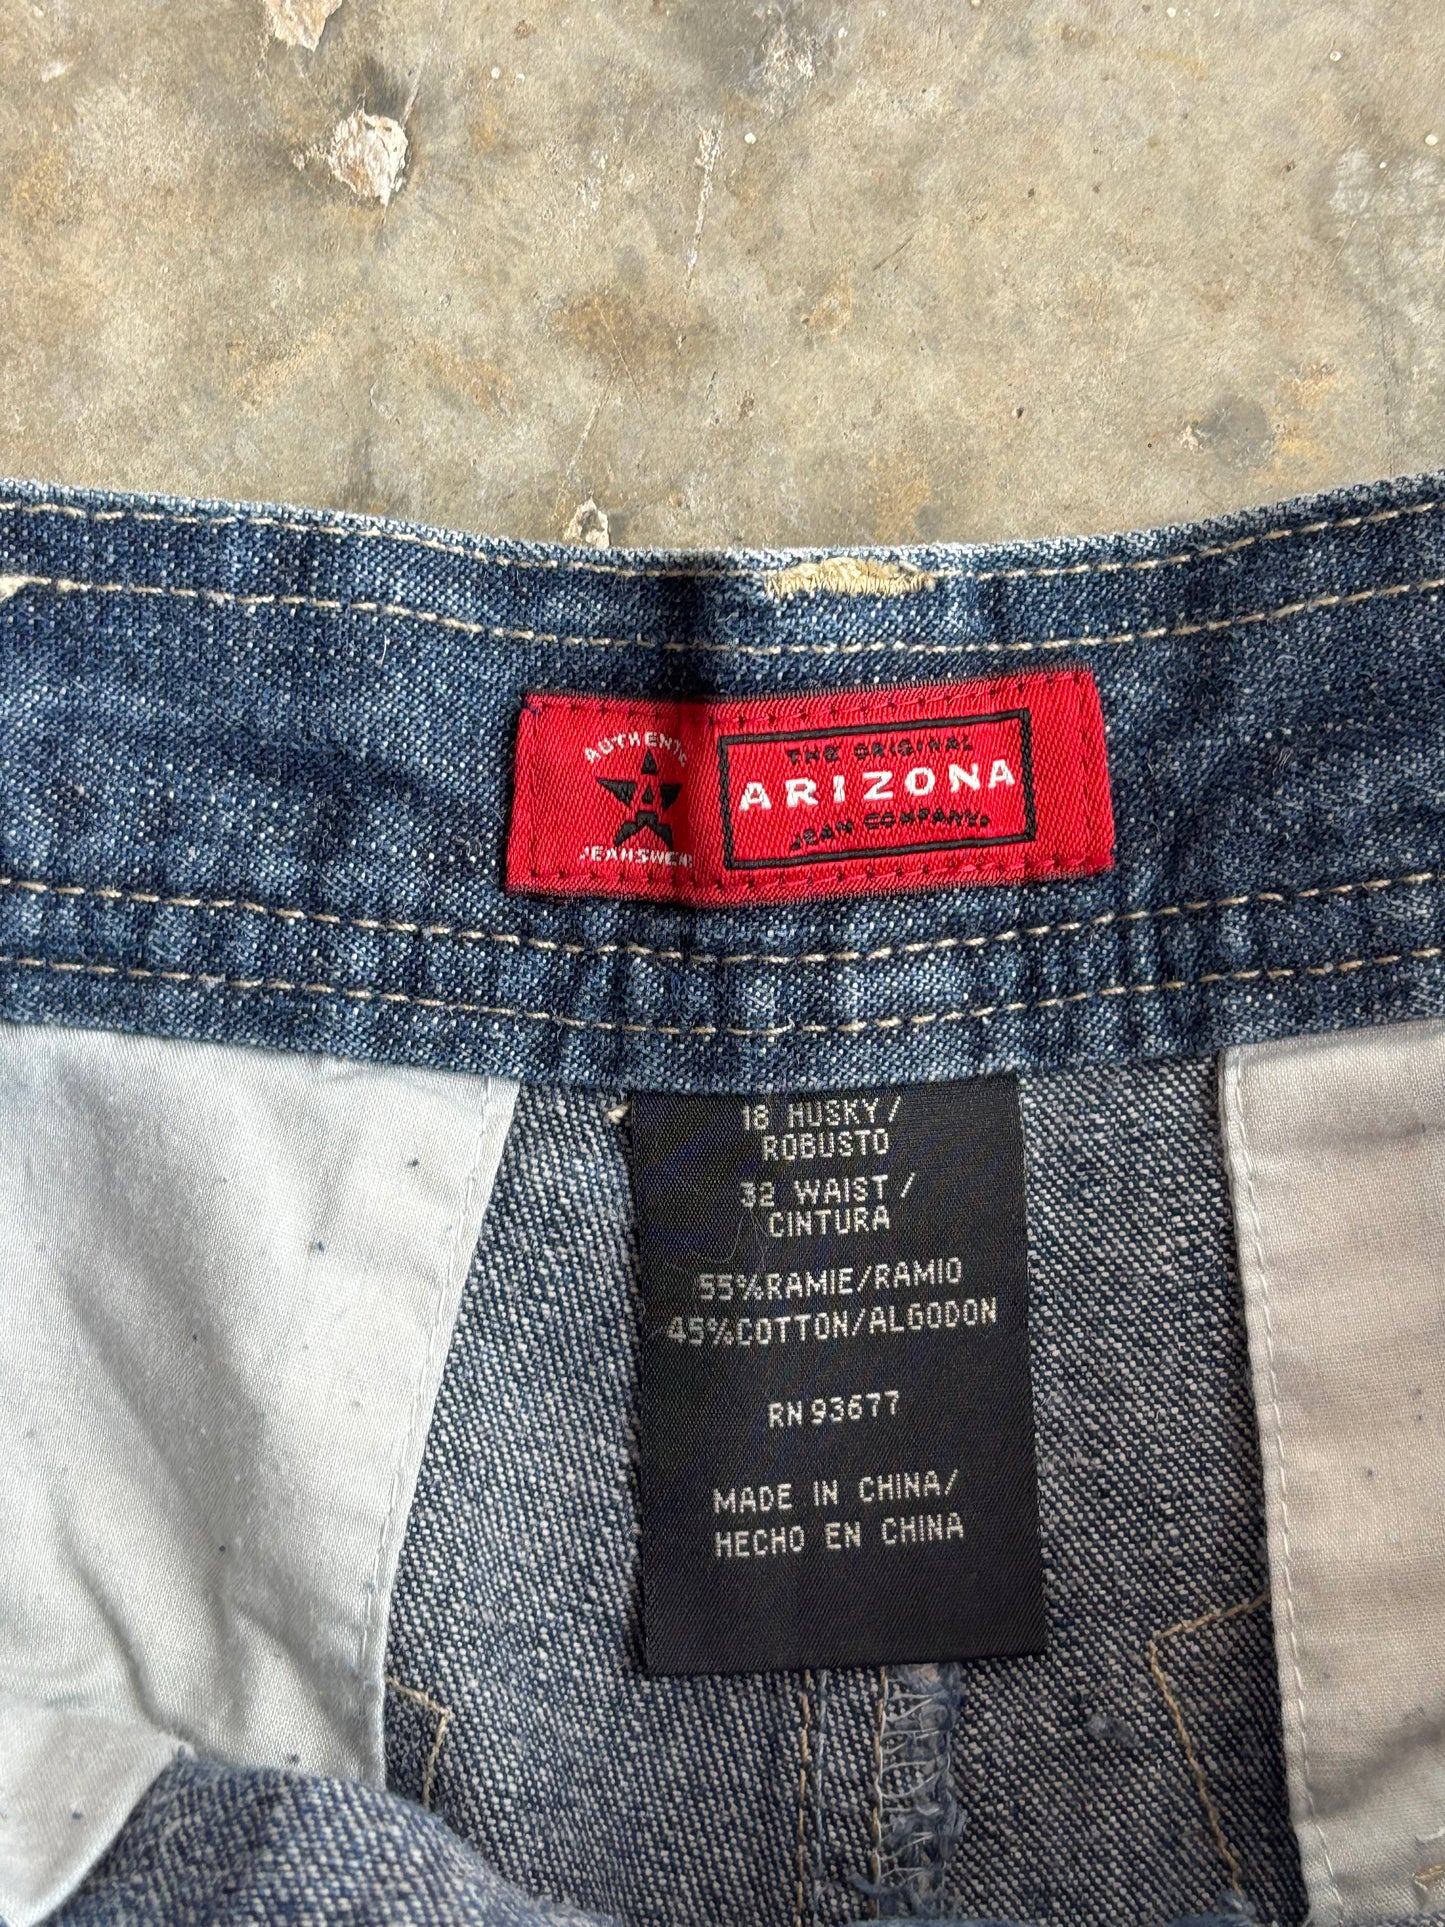 AUTHENTIC
JEANSWEAR
THE ORIGINAL
ARIZONA
JEAN COMPANY®
18 HUSKY/
ROBUSTO
32 WAIST/
CINTURA
55%RAMIE/RAMIO
45%COTTON/ALGODON
RN 93677
MADE IN CHINA/
HECHO EN CHINA